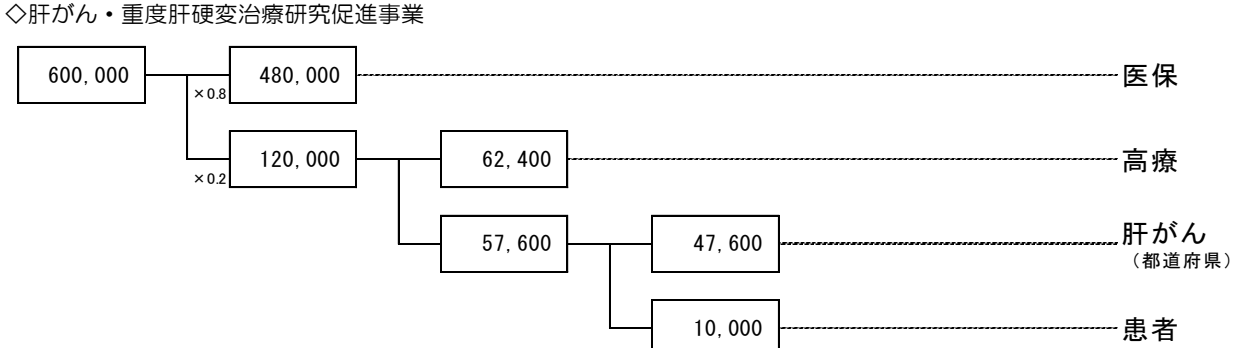 ◇肝がん・重度肝硬変治療研究促進事業
600,000
480,000
医保
×0.8
120,000
62,400
高療
×0.2
57,600
47,600
肝がん
（都道府県）
10,000
患者